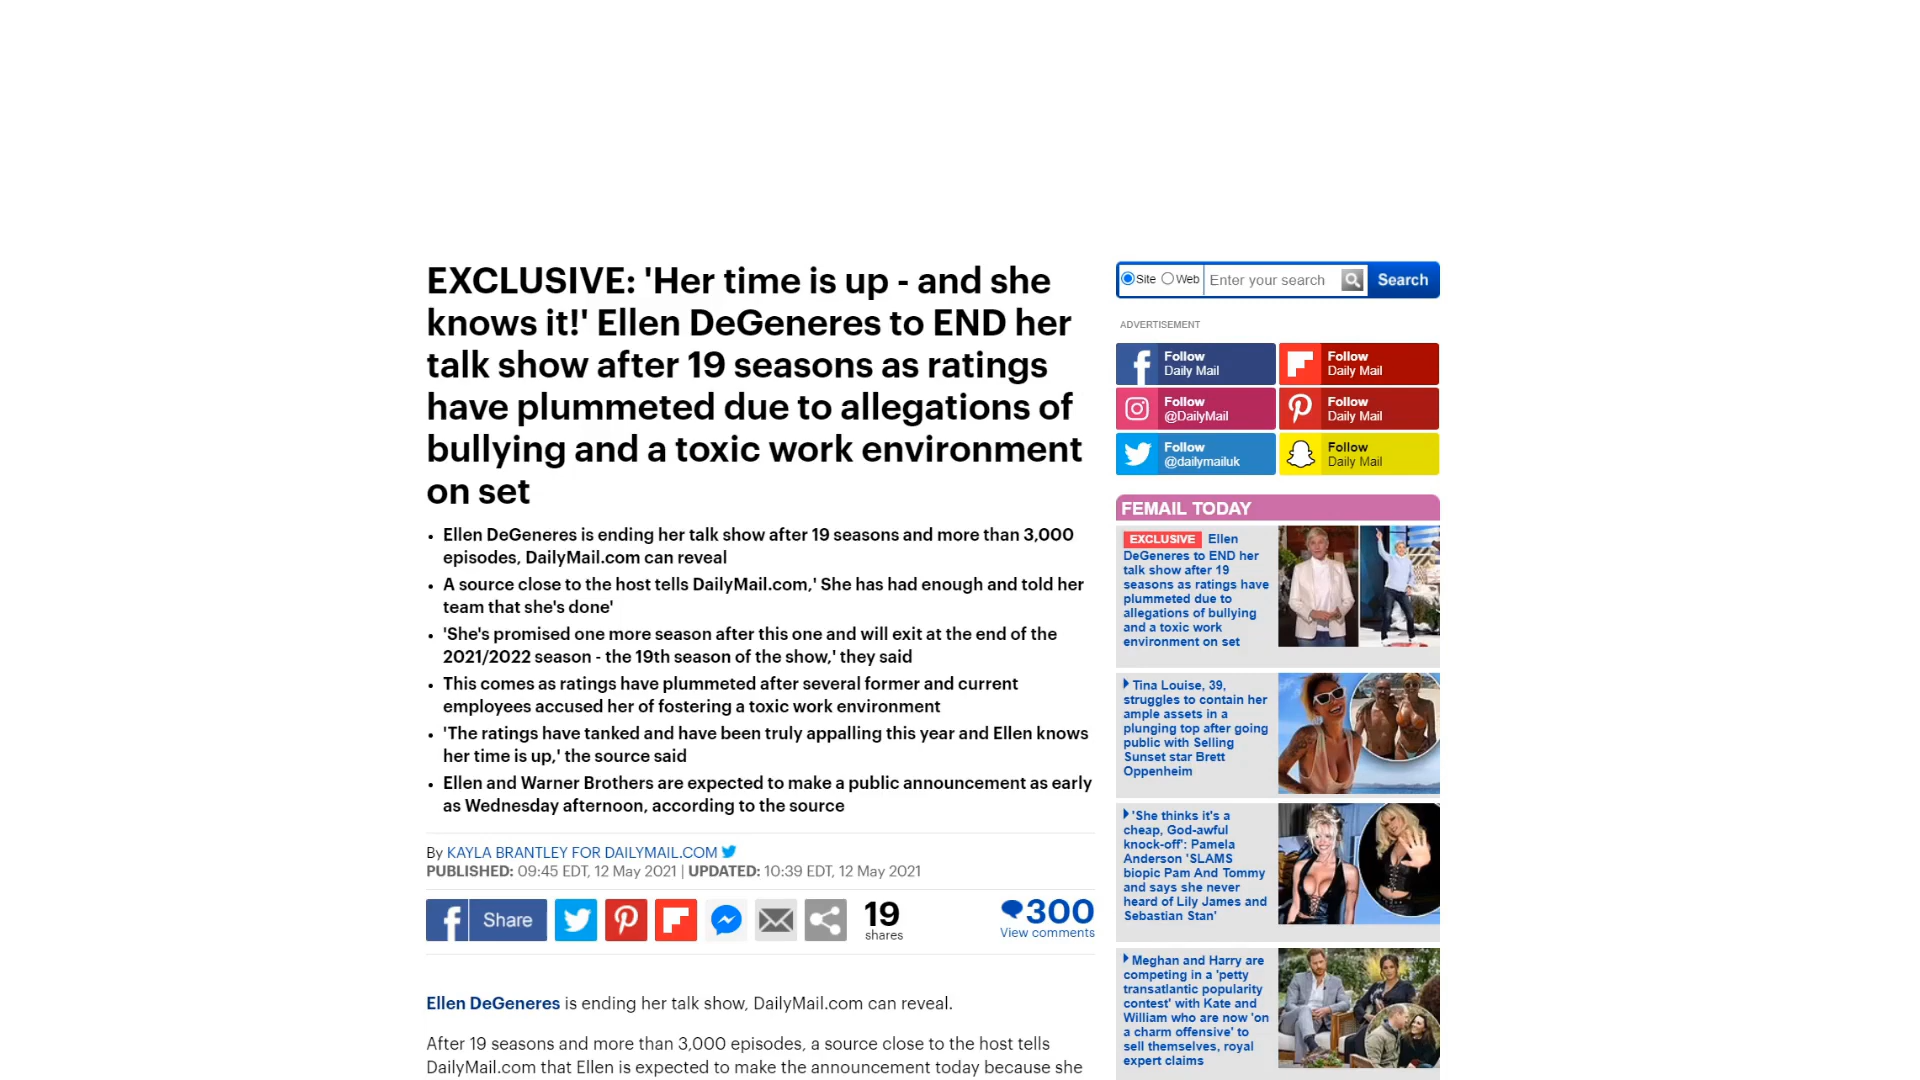 EXCLUSIVE: 'Her time is up - and she
knows it!' Ellen DeGeneres to END her
talk show after 19 seasons as ratings
have plummeted due to allegations of
bullying and a toxic work environment
on set
• Ellen DeGeneres is ending her talk show after 19 seasons and more than 3,000
episodes, DailyMail.com can reveal
• A source close to the host tells DailyMail.com,' She has had enough and told her
team that she's done'
• 'She's promised one more season after this one and will exit at the end of the
2021/2022 season - the 19th season of the show,' they said
• This comes as ratings have plummeted after several former and current
employees accused her of fostering a toxic work environment
• 'The ratings have tanked and have been truly appalling this year and Ellen knows
her time is up,' the source said
• Ellen and Warner Brothers are expected to make a public announcement as early
as Wednesday afternoon, according to the source
By KAYLA BRANTLEY FOR DAILYMAIL.COM
PUBLISHED: 09:45 EDT, 12 May 2021 | UPDATED: 10:39 EDT, 12 May 2021
Share
19
shares
300
View comments
Ellen DeGeneres is ending her talk show, DailyMail.com can reveal.
After 19 seasons and more than 3,000 episodes, a source close to the host tells
DailyMail.com that Ellen is expected to make the announcement today because she
Site Web Enter your search Search
ADVERTISEMENT
Follow
Daily Mail
Follow
Daily Mail
Follow
@DailyMail
Follow
Daily Mail
Follow
@dailymailuk
Follow
Daily Mail
FEMAIL TODAY
EXCLUSIVE Ellen
DeGeneres to END her
talk show after 19
seasons as ratings have
plummeted due to
allegations of bullying
and a toxic work
environment on set
Tina Louise, 39,
struggles to contain her
ample assets in a
plunging top after going
public with Selling
Sunset star Brett
Oppenheim
'She thinks it's a
cheap, God-awful
knock-off': Pamela
Anderson 'SLAMS
biopic Pam And Tommy
and says she never
heard of Lily James and
Sebastian Stan'
Meghan and Harry are
competing in a 'petty
transatlantic popularity
contest' with Kate and
William who are now 'on
a charm offensive' to
sell themselves, royal
expert claims